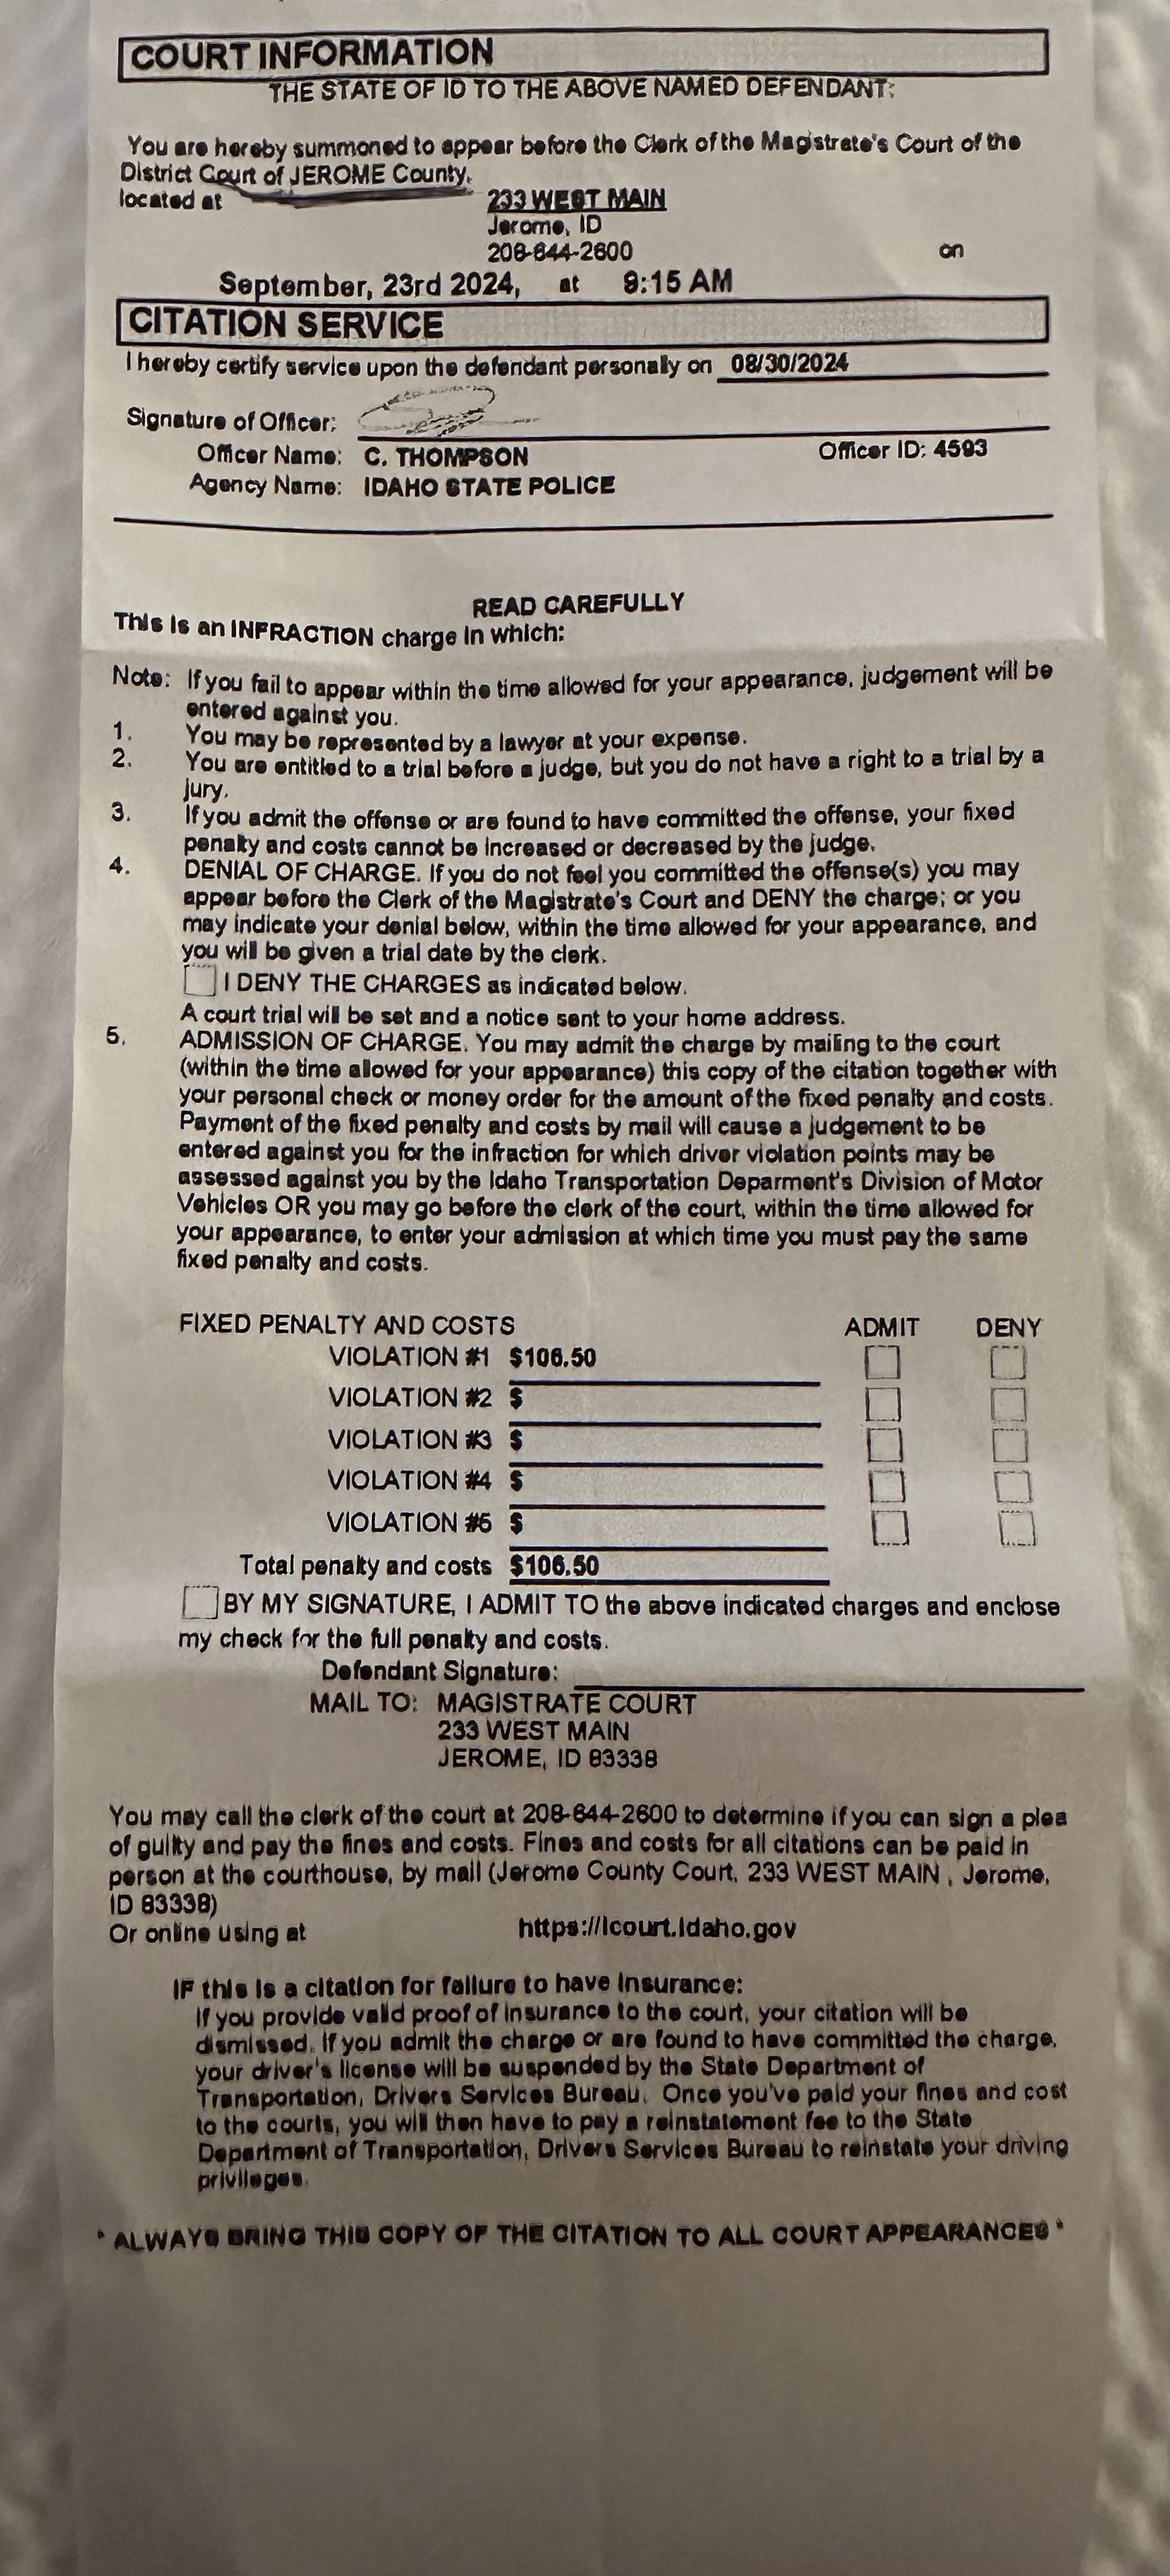 COURT INFORMATION
THE STATE OF ID TO THE ABOVE NAMED DEFENDANT:
You are hereby summoned to appear before the Clerk of the Magistrate's Court of the
District Court of JEROME County,
located at
233 WEST MAIN
Jerome, ID
208-644-2600 on
September, 23rd 2024, at 9:15 AM
CITATION SERVICE
I hereby certify service upon the defendant personally on 08/30/2024
Signature of Officer:
Officer Name: C. THOMPSON Officer ID: 4593
Agency Name: IDAHO STATE POLICE
READ CAREFULLY
This is an INFRACTION charge in which:
Note: If you fail to appear within the time allowed for your appearance, judgement will be
entered against you.
1. You may be represented by a lawyer at your expense.
2. You are entitled to a trial before a judge, but you do not have a right to a trial by a
jury.
3. If you admit the offense or are found to have committed the offense, your fixed
penalty and costs cannot be increased or decreased by the judge.
4. DENIAL OF CHARGE. If you do not feel you committed the offense(s) you may
appear before the Clerk of the Magistrate's Court and DENY the charge; or you
may indicate your denial below, within the time allowed for your appearance, and
you will be given a trial date by the clerk.
I DENY THE CHARGES as indicated below.
A court trial will be set and a notice sent to your home address.
5. ADMISSION OF CHARGE. You may admit the charge by mailing to the court
(within the time allowed for your appearance) this copy of the citation together with
your personal check or money order for the amount of the fixed penalty and costs.
Payment of the fixed penalty and costs by mail will cause a judgement to be
entered against you for the infraction for which driver violation points may be
assessed against you by the Idaho Transportation Deparment's Division of Motor
Vehicles OR you may go before the clerk of the court, within the time allowed for
your appearance, to enter your admission at which time you must pay the same
fixed penalty and costs.
FIXED PENALTY AND COSTS ADMIT DENY
VIOLATION #1 $106.50
VIOLATION #2 $
VIOLATION #3 $
VIOLATION #4 $
VIOLATION #5 $
Total penalty and costs $106.50
BY MY SIGNATURE, I ADMIT TO the above indicated charges and enclose
my check for the full penalty and costs.
Defendant Signature:
MAIL TO: MAGISTRATE COURT
233 WEST MAIN
JEROME, ID 83338
You may call the clerk of the court at 208-644-2600 to determine if you can sign a plea
of guilty and pay the fines and costs. Fines and costs for all citations can be paid in
person at the courthouse, by mail (Jerome County Court, 233 WEST MAIN , Jerome,
ID 83338)
Or online using at https://icourt.idaho.gov
IF this is a citation for failure to have insurance:
If you provide valid proof of insurance to the court, your citation will be
dismissed. If you admit the charge or are found to have committed the charge,
your driver's license will be suspended by the State Department of
Transportation, Drivers Services Bureau. Once you've paid your fines and cost
to the courts, you will then have to pay a reinstatement fee to the State
Department of Transportation, Drivers Services Bureau to reinstate your driving
privileges.
* ALWAYS BRING THIS COPY OF THE CITATION TO ALL COURT APPEARANCES *